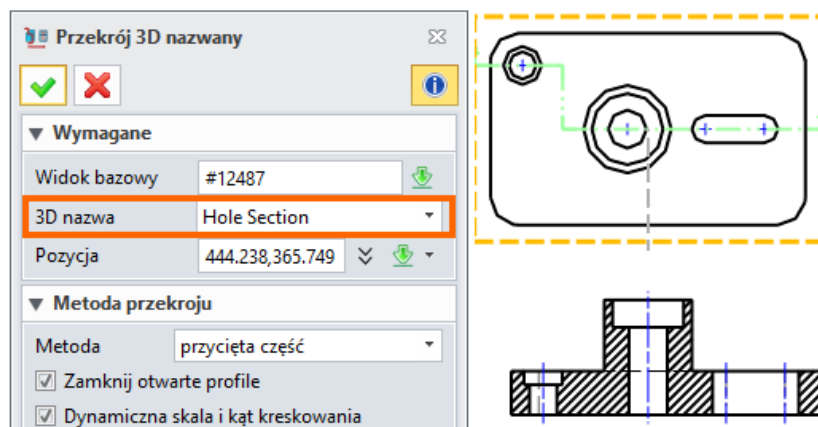 Przekrój 3D nazwany
Wymagane
Widok bazowy #12487
3D nazwa Hole Section
Pozycja 444.238,365.749
Metoda przekroju
Metoda przycięta część
Zamknij otwarte profile
Dynamiczna skala i kąt kreskowania